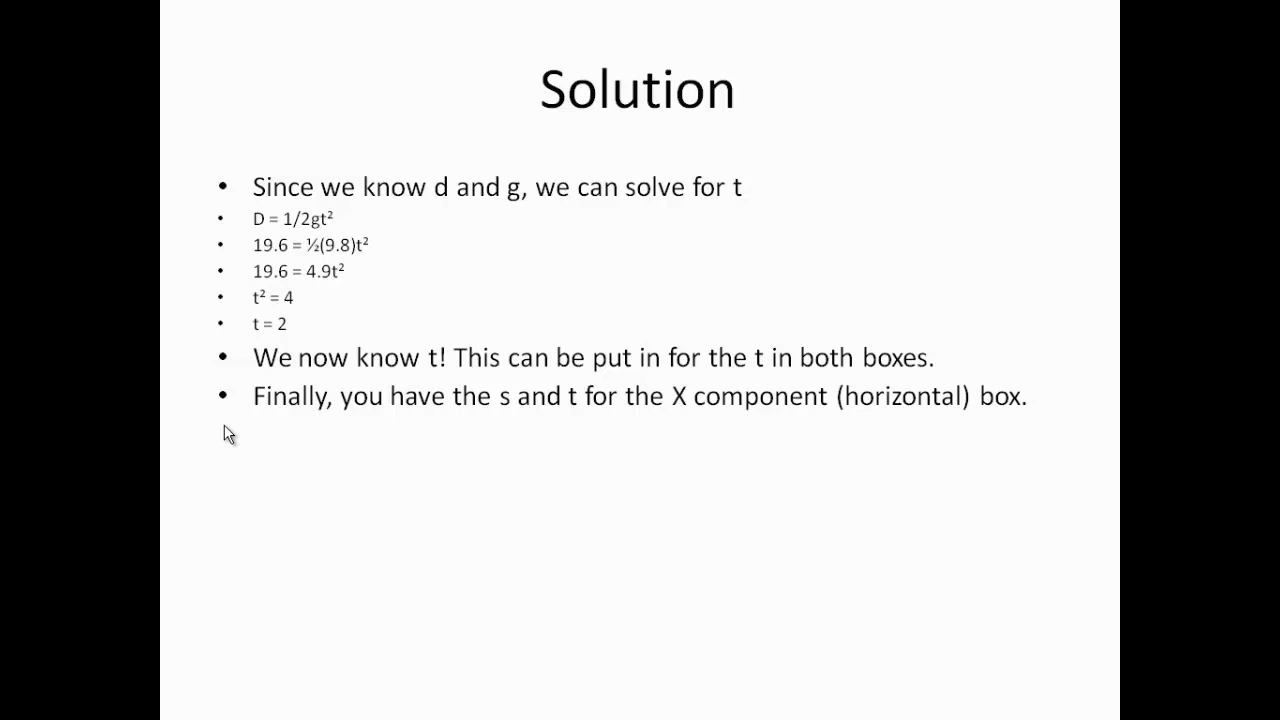 Solution
• Since we know d and g, we can solve for t
• D = 1/2gt²
• 19.6 = ½(9.8)t²
• 19.6 = 4.9t²
• t² = 4
• t = 2
• We now know t! This can be put in for the t in both boxes.
• Finally, you have the s and t for the X component (horizontal) box.